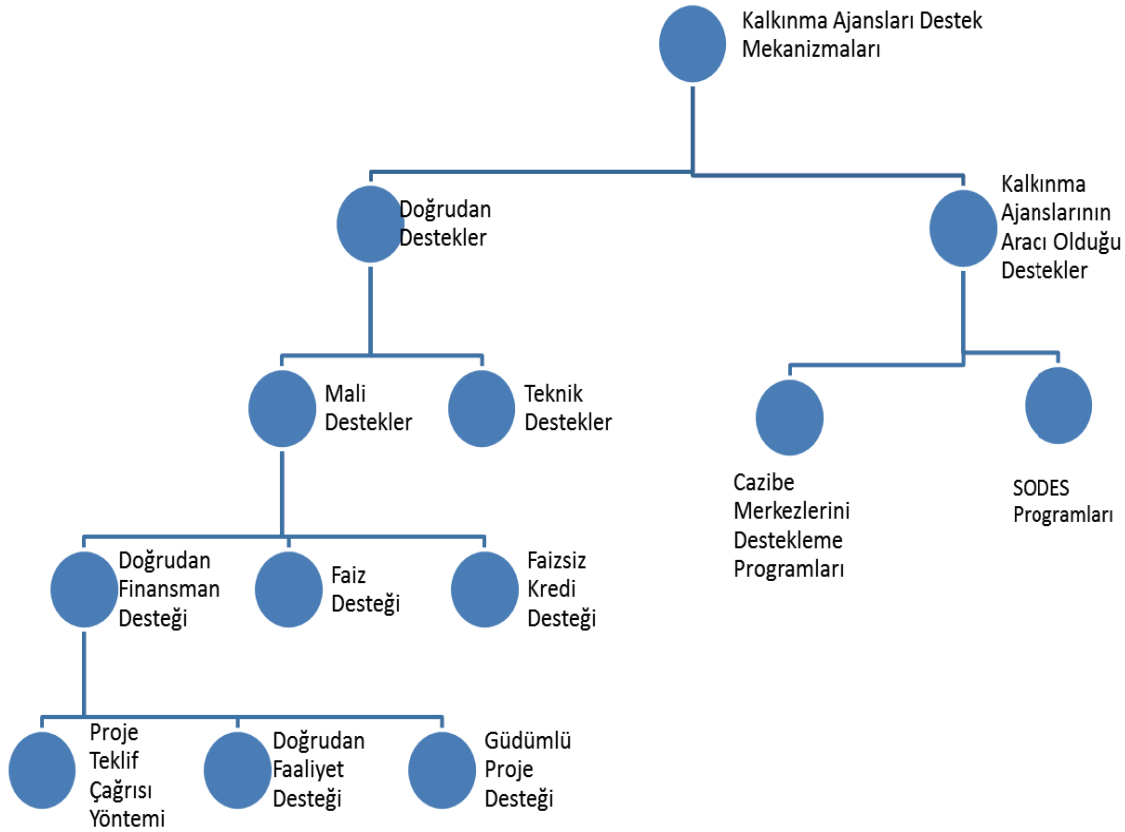 Kalkınma Ajansları Destek
Mekanizmaları
Doğrudan
Destekler
Kalkınma
Ajanslarının
Aracı Olduğu
Destekler
Mali
Destekler
Teknik
Destekler
Cazibe
Merkezlerini
Destekleme
Programları
SODES
Programları
Doğrudan
Finansman
Desteği
Faiz
Desteği
Faizsiz
Kredi
Desteği
Proje
Teklif
Çağrısı
Yöntemi
Doğrudan
Faaliyet
Desteği
Güdümlü
Proje
Desteği